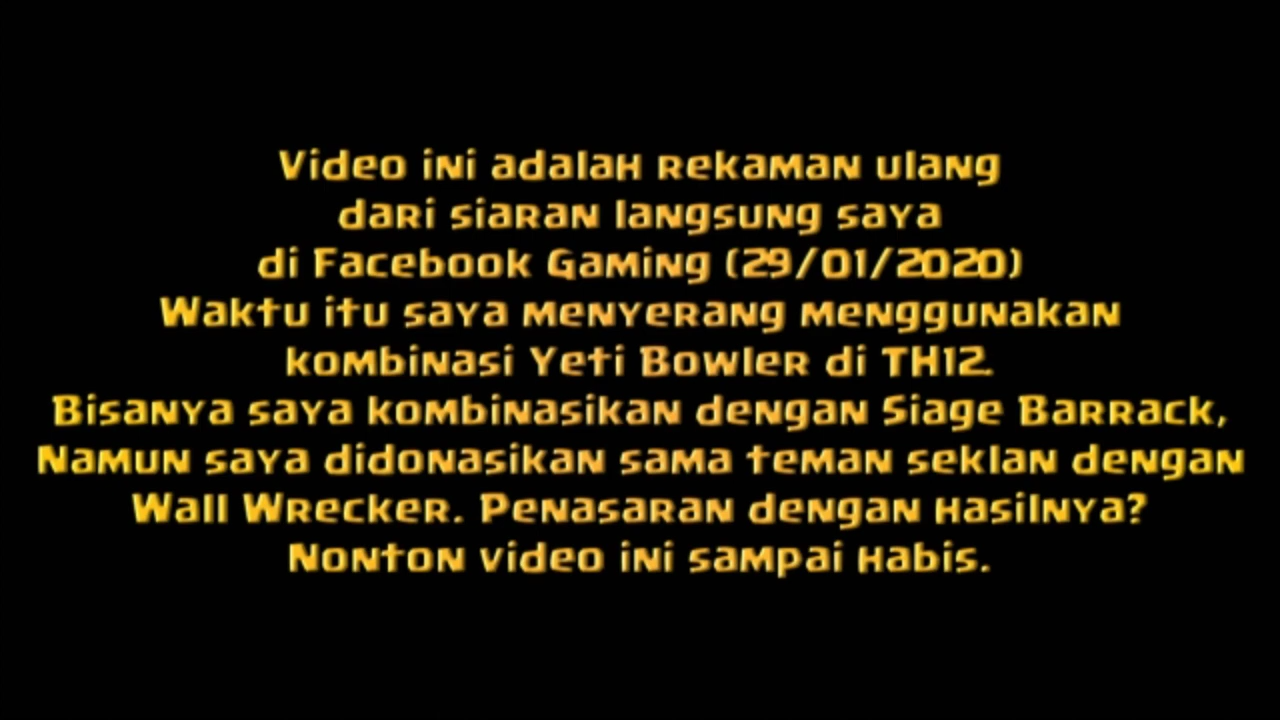 Video ini adalah rekaman ulang
dari siaran langsung saya
di Facebook Gaming (29/01/2020)
Waktu itu saya menyerang menggunakan
kombinasi Yeti Bowler di TH12.
Bisanya saya kombinasikan dengan Siage Barrack,
Namun saya didonasikan sama teman seklan dengan
Wall Wrecker. Penasaran dengan hasilnya?
Nonton video ini sampai habis.